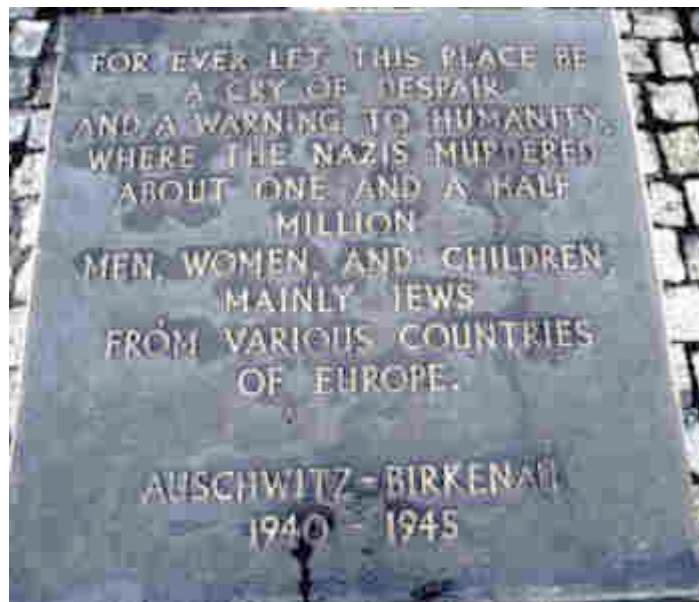 FOR EVER LET THIS PLACE BE
A CRY OF DESPAIR
AND A WARNING TO HUMANITY,
WHERE THE NAZIS MURDERED
ABOUT ONE AND A HALF
MILLION
MEN, WOMEN, AND CHILDREN,
MAINLY JEWS
FROM VARIOUS COUNTRIES
OF EUROPE.
AUSCHWITZ-BIRKENAU
1940 - 1945